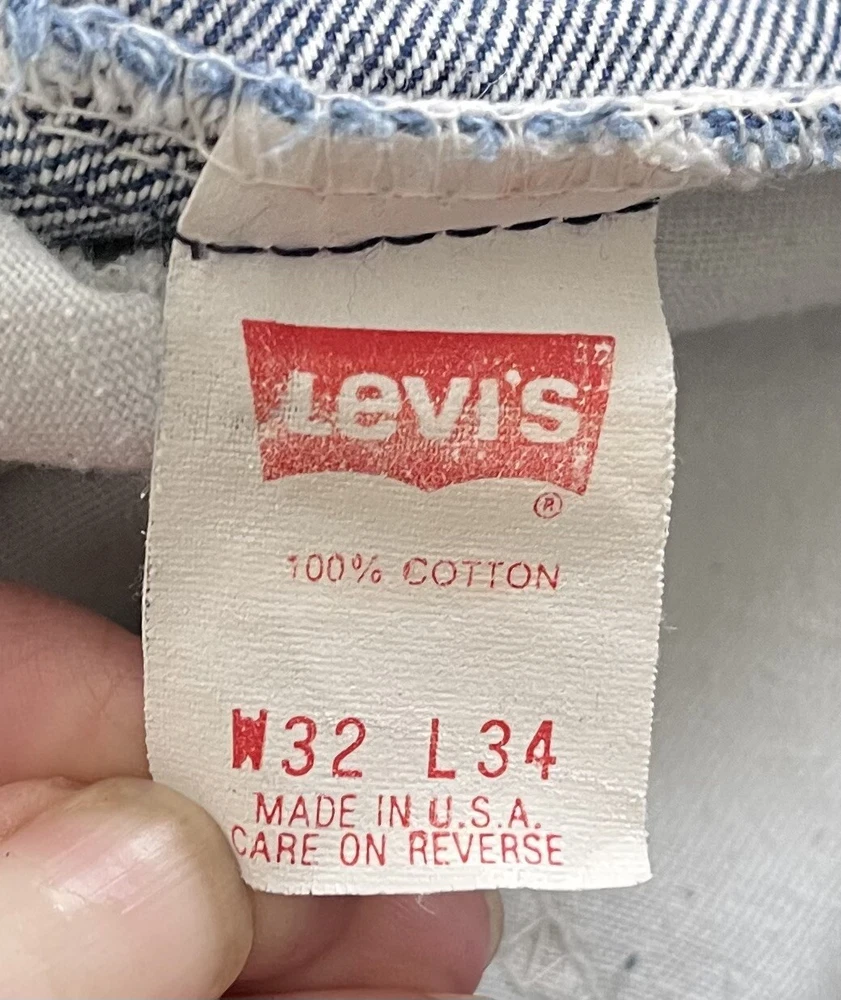 LeVI'S
®
100% COTTON
W32 L34
MADE IN U.S.A.
CARE ON REVERSE